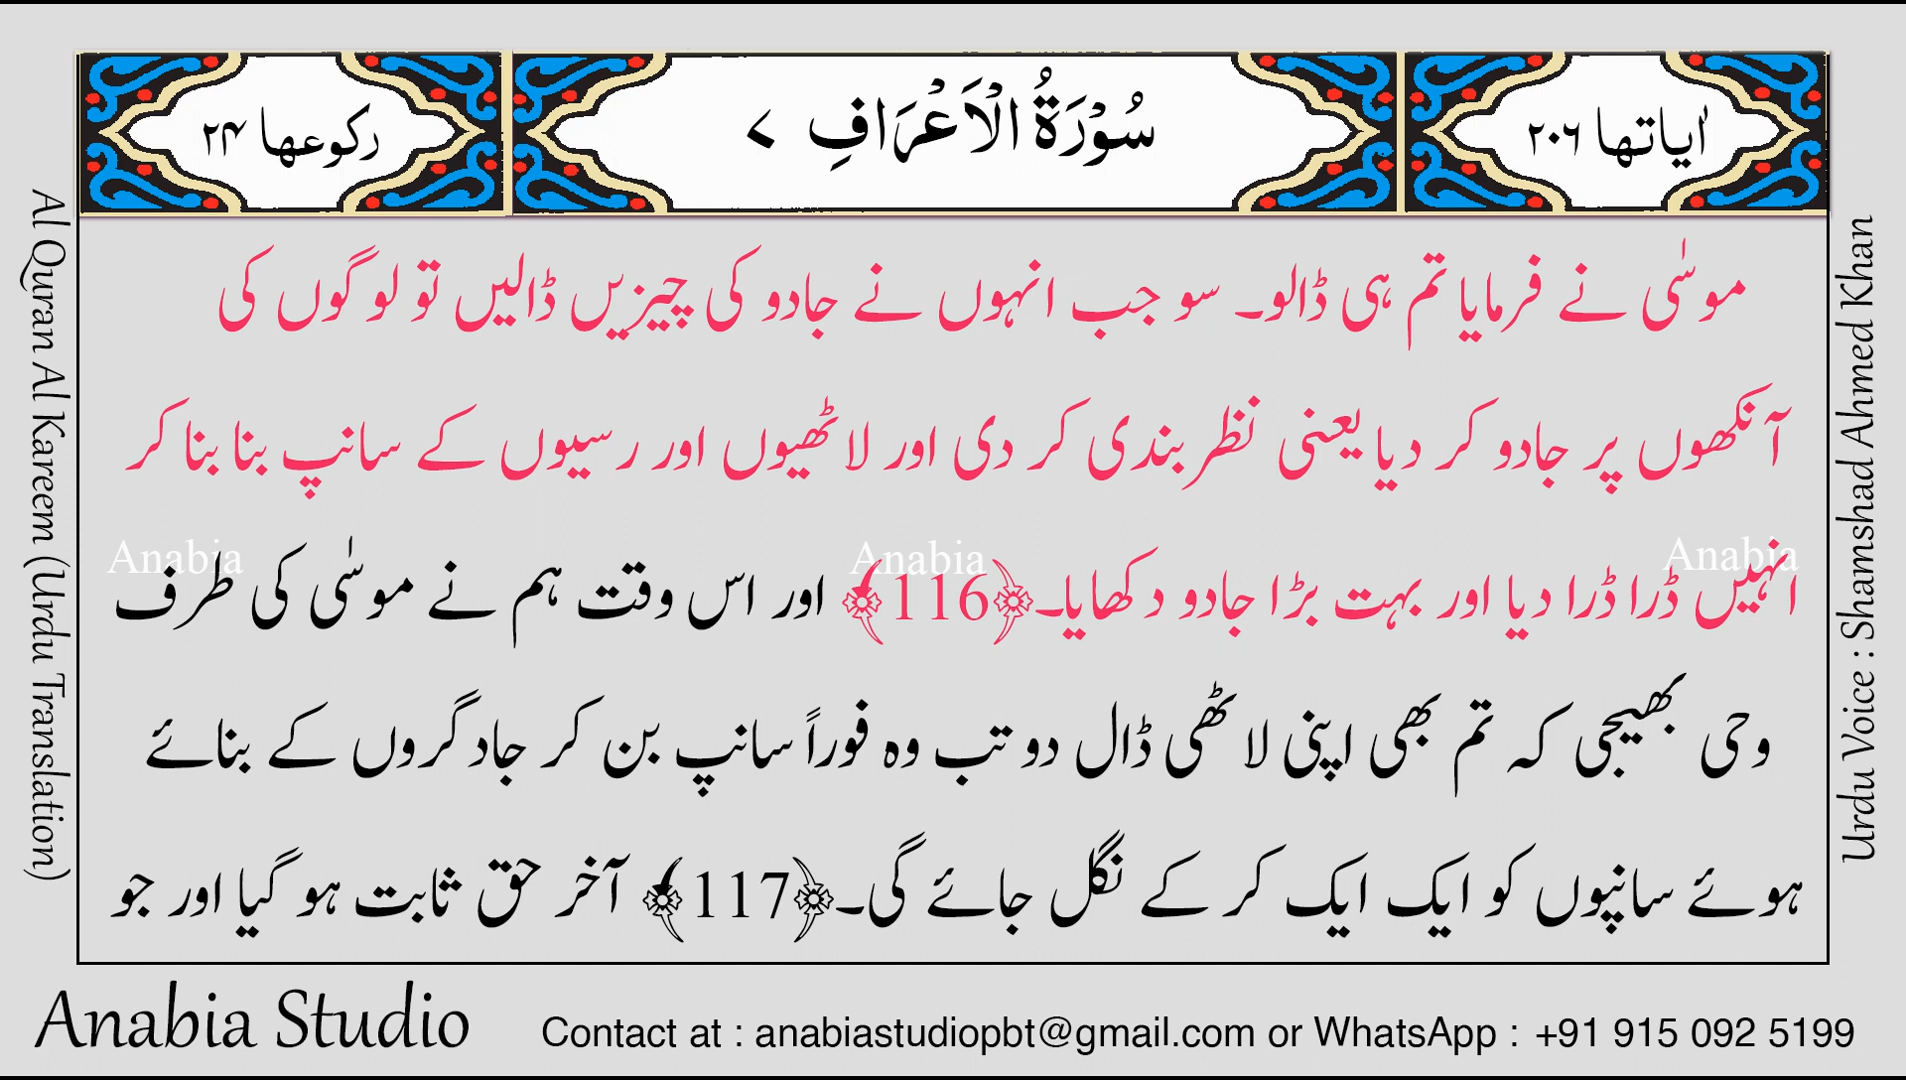 اٰیاتھا ۲۰۶
سُوْرَةُ الْاَعْرَافِ ۷
رکوعھا ۲۴
موسٰی نے فرمایا تم ہی ڈالو۔ سو جب انہوں نے جادو کی چیزیں ڈالیں تو لوگوں کی
آنکھوں پر جادو کر دیا یعنی نظر بندی کر دی اور لاٹھیوں اور رسیوں کے سانپ بنا بنا کر
انہیں ڈرا ڈرا دیا اور بہت بڑا جادو دکھایا۔﴿116﴾ اور اس وقت ہم نے موسٰی کی طرف
وحی بھیجی کہ تم بھی اپنی لاٹھی ڈال دو تب وہ فوراً سانپ بن کر جادگروں کے بنائے
ہوئے سانپوں کو ایک ایک کر کے نگل جائے گی۔﴿117﴾ آخر حق ثابت ہو گیا اور جو
Anabia
Anabia
Anabia
Al Quran Al Kareem (Urdu Translation)
Urdu Voice : Shamshad Ahmed Khan
Anabia Studio
Contact at : anabiastudiopbt@gmail.com or WhatsApp : +91 915 092 5199